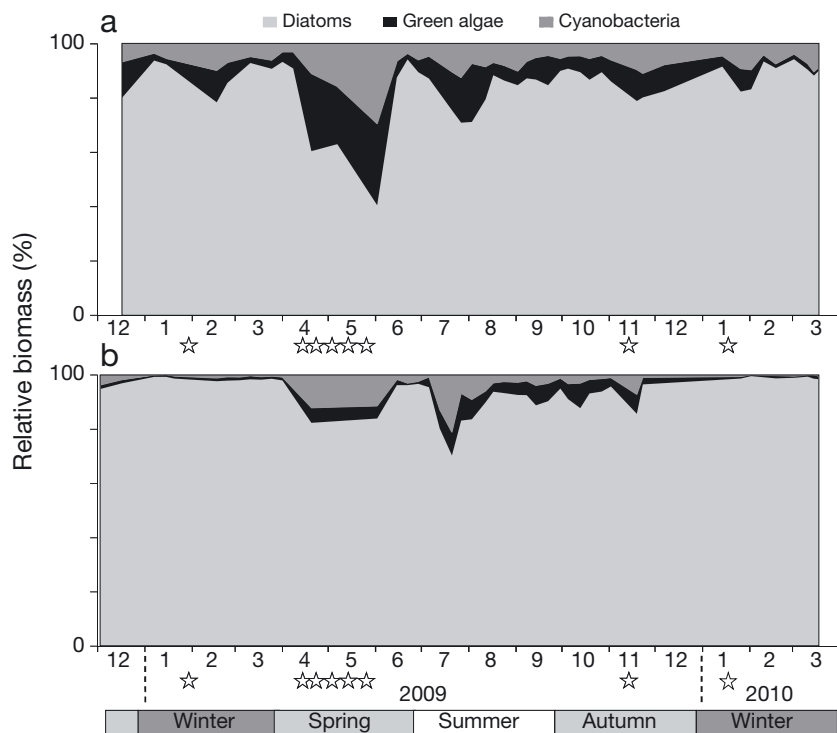 Diatoms Green algae Cyanobacteria
a
100
0
12 1 2 3 4 5 6 7 8 9 10 11 12 1 2 3
b
100
0
12 1 2 3 4 5 6 7 8 9 10 11 12 1 2 3
Relative biomass (%)
2009 2010
Winter Spring Summer Autumn Winter